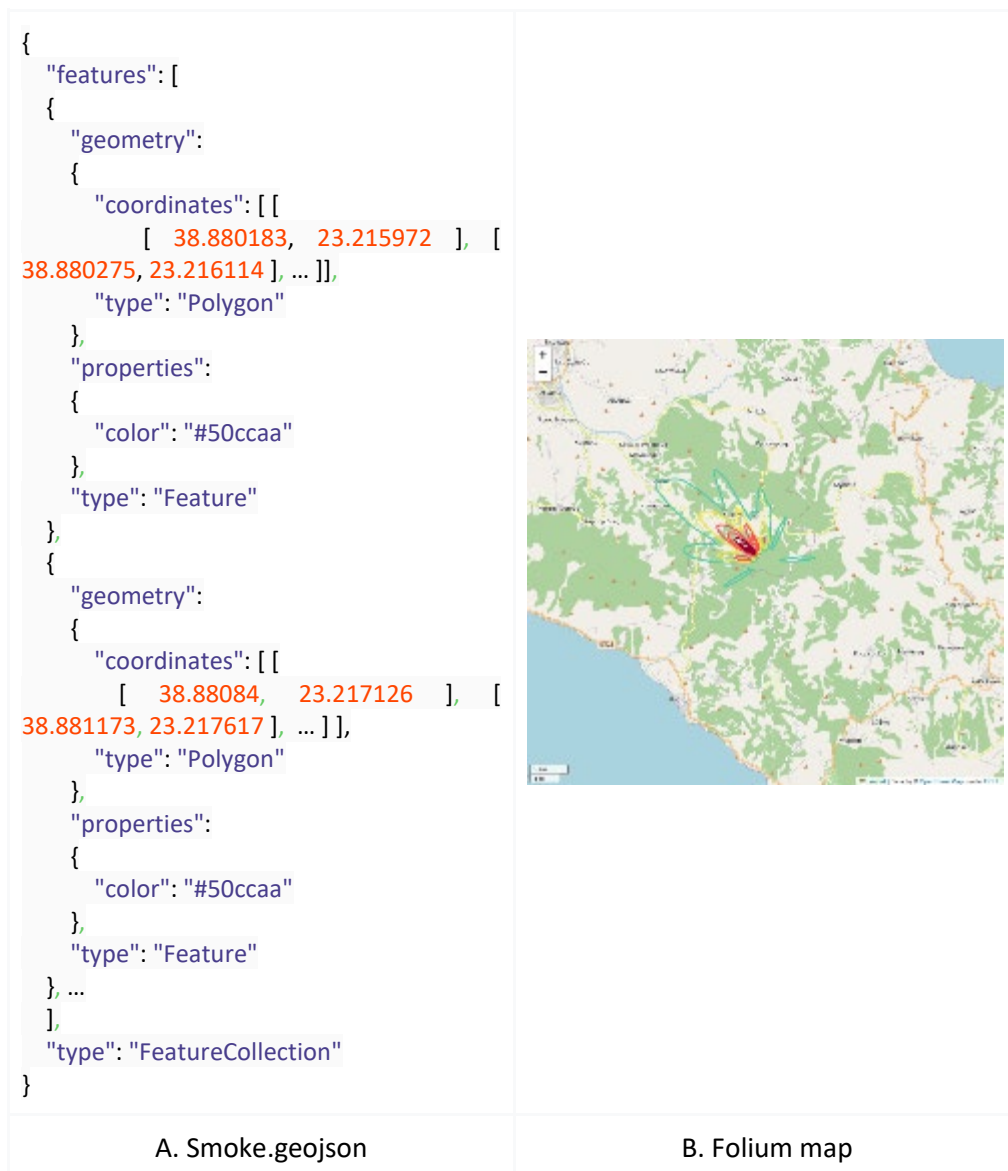 {
"features": [
{
"geometry":
{
"coordinates": [ [
[ 38.880183, 23.215972 ], [
38.880275, 23.216114 ], … ]],
"type": "Polygon"
},
"properties":
{
"color": "#50ccaa"
},
"type": "Feature"
},
{
"geometry":
{
"coordinates": [ [
[ 38.88084, 23.217126 ], [
38.881173, 23.217617 ], … ] ],
"type": "Polygon"
},
"properties":
{
"color": "#50ccaa"
},
"type": "Feature"
}, …
],
"type": "FeatureCollection"
}
+
−
A. Smoke.geojson
B. Folium map